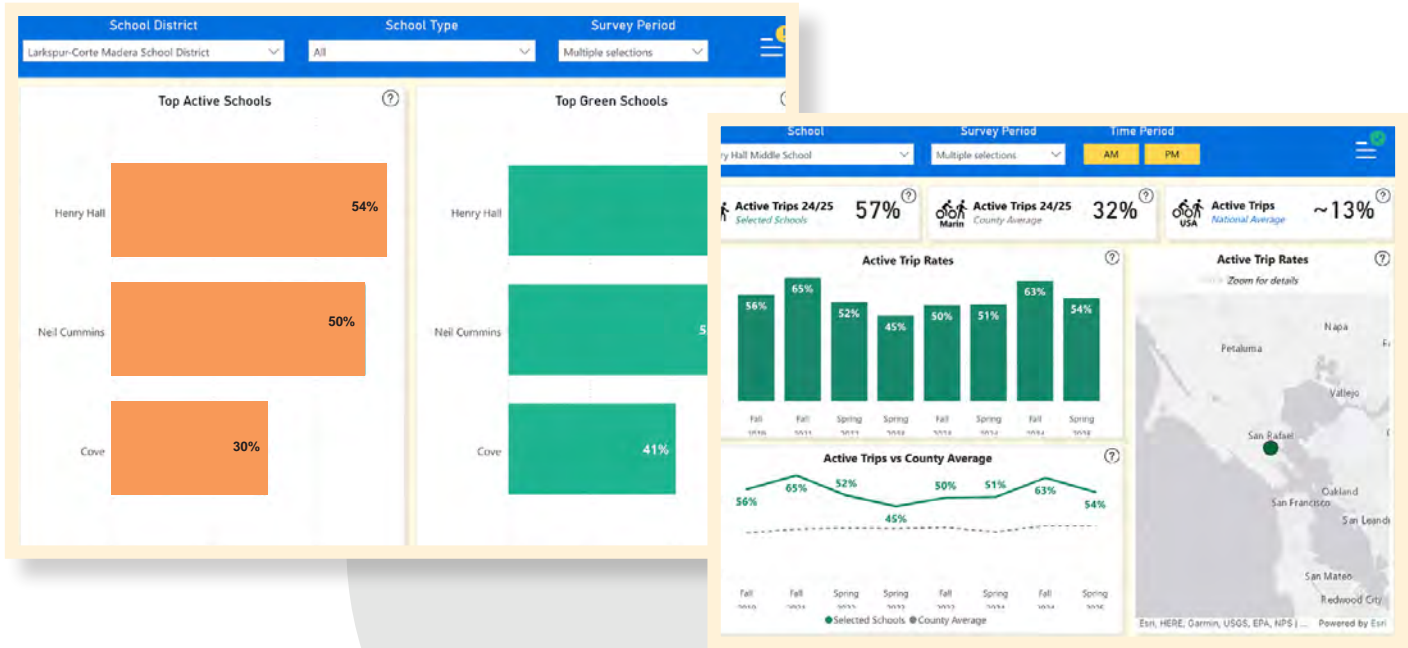 School District
School Type
Survey Period
Larkspur-Corte Madera School District
All
Multiple selections
Top Active Schools
?
Henry Hall
54%
Neil Cummins
50%
Cove
30%
Top Green Schools
Henry Hall
Neil Cummins
5
Cove
41%
School
Survey Period
Time Period
ry Hall Middle School
Multiple selections
AM
PM
Active Trips 24/25
Selected Schools
57%
?
Marin
Active Trips 24/25
County Average
32%
?
USA
Active Trips
National Average
~13%
?
Active Trip Rates
?
56%
65%
52%
45%
50%
51%
63%
54%
Fall
Fall
Spring
Spring
Fall
Spring
Fall
Spring
Active Trips vs County Average
?
56%
65%
52%
45%
50%
51%
63%
54%
Fall
Fall
Spring
Spring
Fall
Spring
Fall
Spring
Selected Schools
County Average
Active Trip Rates
?
Zoom for details
Napa
Petaluma
Vallejo
San Rafael
Oakland
San Francisco
San Leand
San Mateo
Redwood City
Esri, HERE, Garmin, USGS, EPA, NPS | ...
Powered by Esri